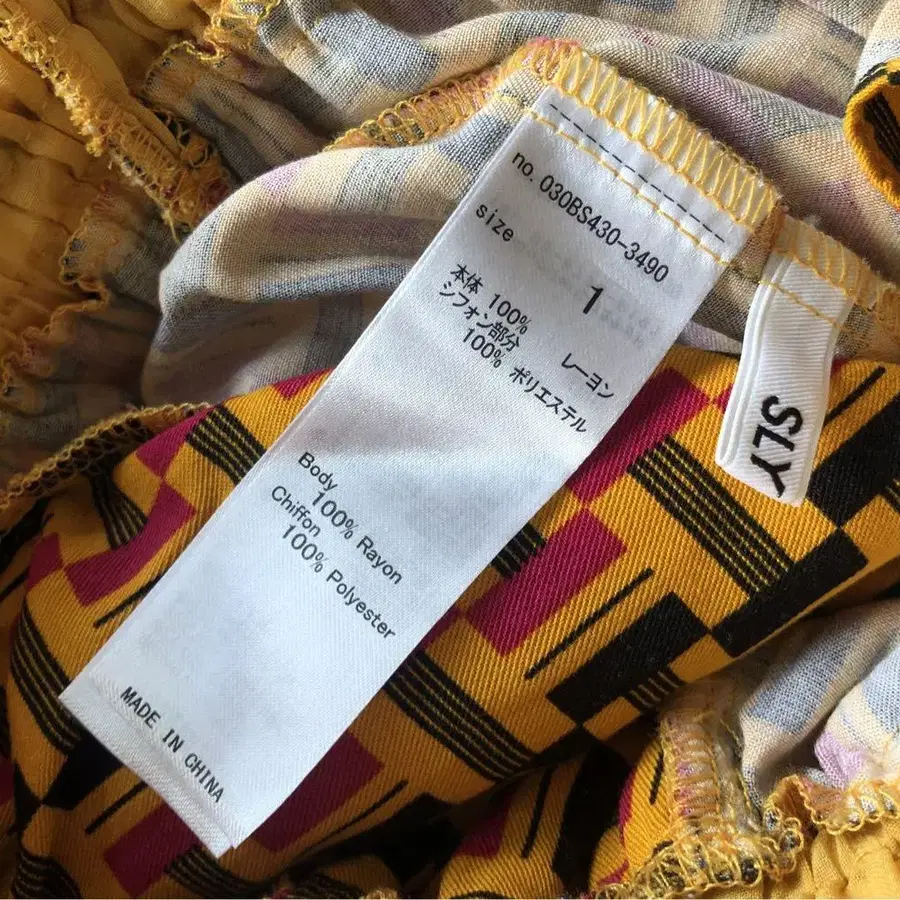 no. 030BS430-3490
size 1
本体 100% レーヨン
シフォン部分
100% ポリエステル
Body
100% Rayon
Chiffon
100% Polyester
MADE IN CHINA
SLY